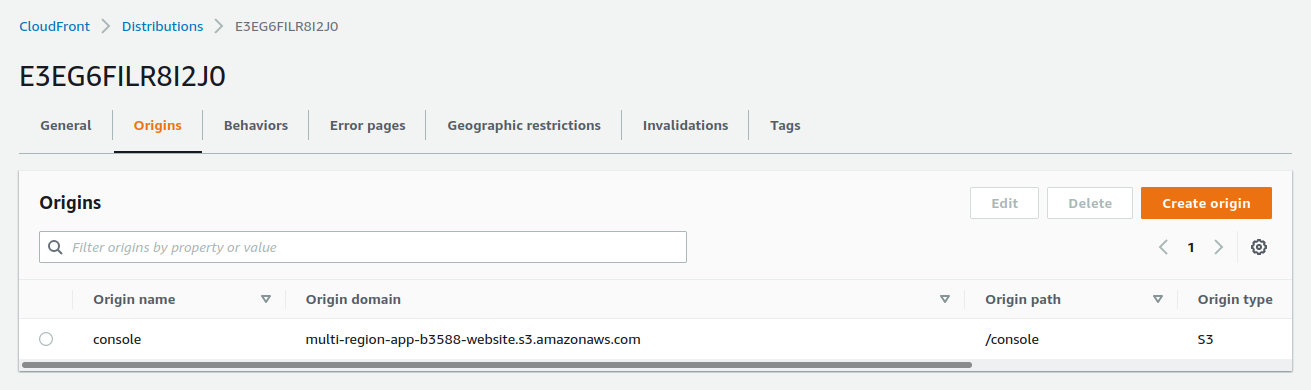 CloudFront > Distributions > E3EG6FILR8I2J0
E3EG6FILR8I2J0
General Origins Behaviors Error pages Geographic restrictions Invalidations Tags
Origins Edit Delete Create origin
Filter origins by property or value 1
Origin name Origin domain Origin path Origin type
console multi-region-app-b3588-website.s3.amazonaws.com /console S3